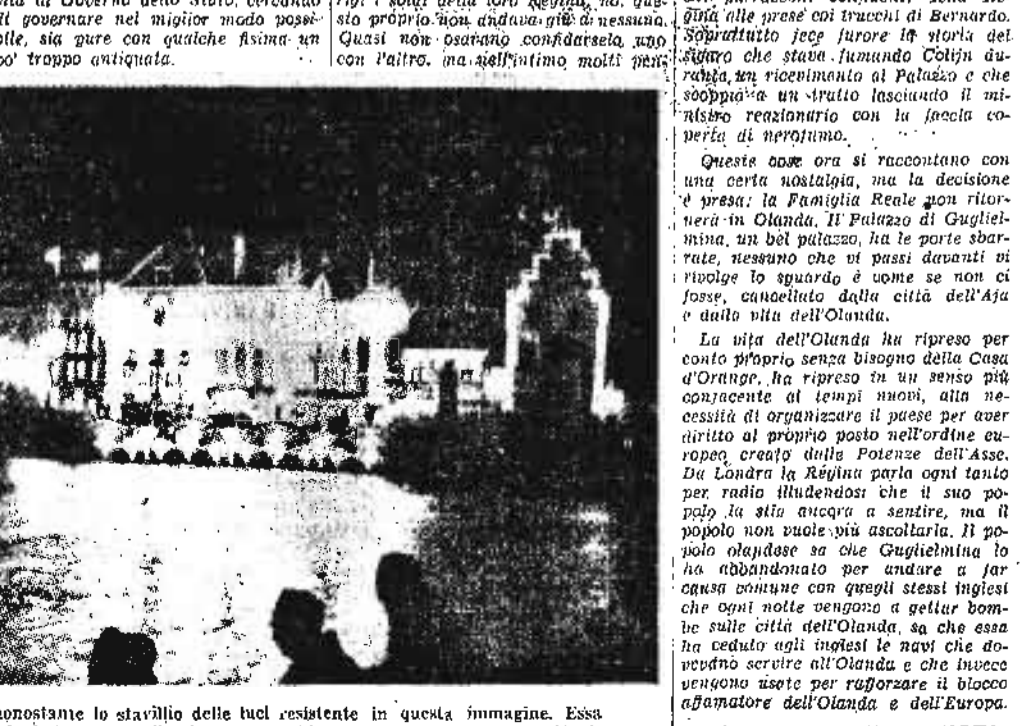 di Governo dello Stato, cercando
di governare nel miglior modo possi-
bile, sia pure con qualche fisima un
po' troppo antiquata.
i soldi della loro Regina, no, que-
sto proprio non andava giù a nessuno.
Quasi non osavano confidarselo uno
con l'altro, ma nell'intimo molti pen-
gina alle prese coi trucchi di Bernardo.
Soprattutto fece furore la storia del
sigaro che stava fumando Colijn du-
rante un ricevimento al Palazzo e che
scoppiava a un tratto lasciando il mi-
nistro reazionario con la faccia co-
perta di nerofumo.
Queste cose ora si raccontano con
una certa nostalgia, ma la decisione
è presa: la Famiglia Reale non ritor-
nerà in Olanda. Il Palazzo di Gugliel-
mina, un bel palazzo, ha le porte sbar-
rate, nessuno che vi passi davanti vi
rivolge lo sguardo è come se non ci
fosse, cancellato dalla città dell'Aja
e dalla vita dell'Olanda.
La vita dell'Olanda ha ripreso per
conto proprio senza bisogno della Casa
d'Orange, ha ripreso in un senso più
confacente ai tempi nuovi, alla ne-
cessità di organizzare il paese per aver
diritto al proprio posto nell'ordine eu-
ropeo creato dalle Potenze dell'Asse.
Da Londra la Regina parla ogni tanto
per radio illudendosi che il suo po-
polo la stia ancora a sentire, ma il
popolo non vuole più ascoltarla. Il po-
polo olandese sa che Guglielmina lo
ha abbandonato per andare a far
causa comune con quegli stessi inglesi
che ogni notte vengono a gettar bom-
be sulle città dell'Olanda, sa che essa
ha ceduto agli inglesi le navi che do-
vevano servire all'Olanda e che invece
vengono usate per rafforzare il blocco
affamatore dell'Olanda e dell'Europa.
nonostante lo sfavillio delle luci resistente in questa immagine. Essa